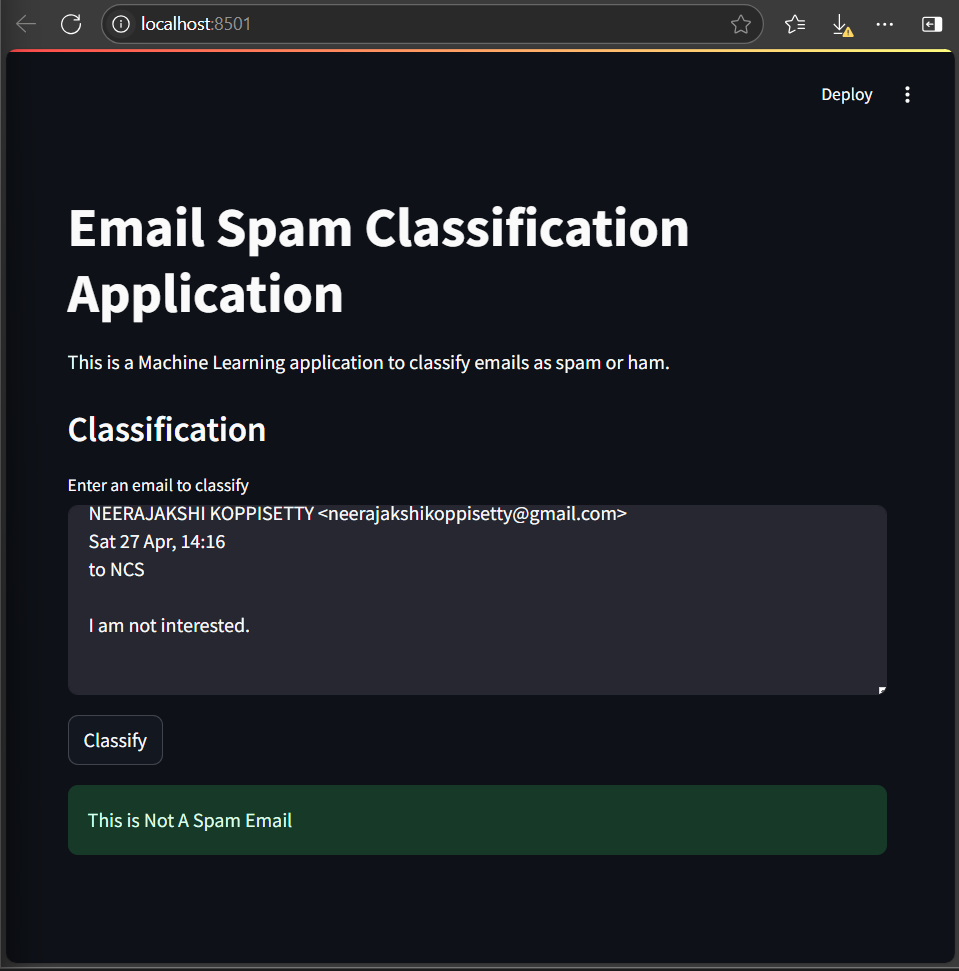 localhost:8501
Deploy
Email Spam Classification
Application
This is a Machine Learning application to classify emails as spam or ham.
Classification
Enter an email to classify
NEERAJAKSHI KOPPISETTY <neerajakshikoppisetty@gmail.com>
Sat 27 Apr, 14:16
to NCS
I am not interested.
Classify
This is Not A Spam Email